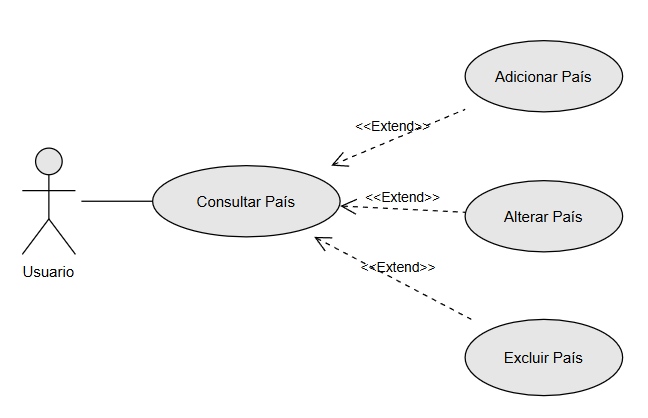 Adicionar País
<<Extend>>
Consultar País
<<Extend>>
Alterar País
Usuario
<<Extend>>
Excluir País